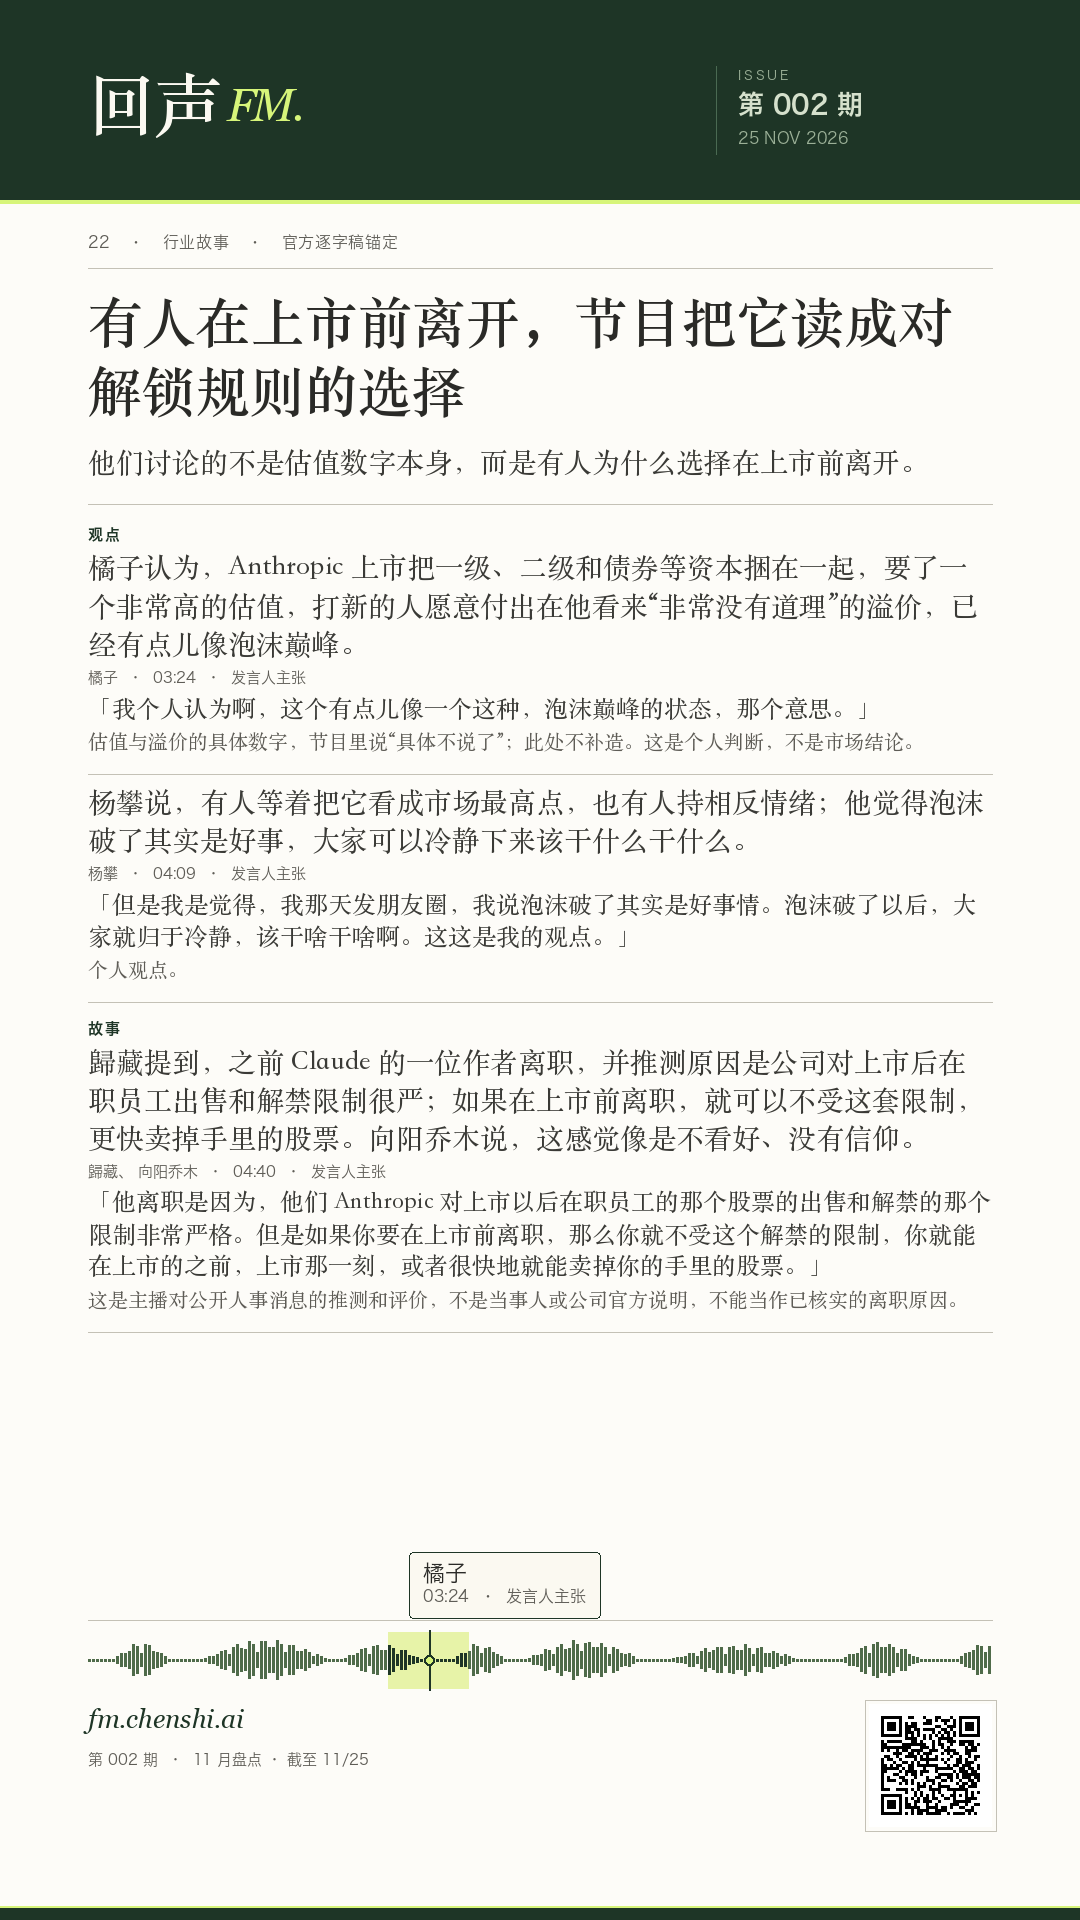 回声 FM.
ISSUE
第 002 期
25 NOV 2026
22 · 行业故事 · 官方逐字稿锚定
有人在上市前离开，节目把它读成对
解锁规则的选择
他们讨论的不是估值数字本身，而是有人为什么选择在上市前离开。
观点
橘子认为，Anthropic 上市把一级、二级和债券等资本捆在一起，要了一
个非常高的估值，打新的人愿意付出在他看来“非常没有道理”的溢价，已
经有点儿像泡沫巅峰。
橘子 · 03:24 · 发言人主张
「我个人认为啊，这个有点儿像一个这种，泡沫巅峰的状态，那个意思。」
估值与溢价的具体数字，节目里说“具体不说了”；此处不补造。这是个人判断，不是市场结论。
杨攀说，有人等着把它看成市场最高点，也有人持相反情绪；他觉得泡沫
破了其实是好事，大家可以冷静下来该干什么干什么。
杨攀 · 04:09 · 发言人主张
「但是我是觉得，我那天发朋友圈，我说泡沫破了其实是好事情。泡沫破了以后，大
家就归于冷静，该干啥干啥啊。这这是我的观点。」
个人观点。
故事
歸藏提到，之前 Claude 的一位作者离职，并推测原因是公司对上市后在
职员工出售和解禁限制很严；如果在上市前离职，就可以不受这套限制，
更快卖掉手里的股票。向阳乔木说，这感觉像是不看好、没有信仰。
歸藏、 向阳乔木 · 04:40 · 发言人主张
「他离职是因为，他们 Anthropic 对上市以后在职员工的那个股票的出售和解禁的那个
限制非常严格。但是如果你要在上市前离职，那么你就不受这个解禁的限制，你就能
在上市的之前，上市那一刻，或者很快地就能卖掉你的手里的股票。」
这是主播对公开人事消息的推测和评价，不是当事人或公司官方说明，不能当作已核实的离职原因。
橘子
03:24 · 发言人主张
fm.chenshi.ai
第 002 期 · 11 月盘点 · 截至 11/25